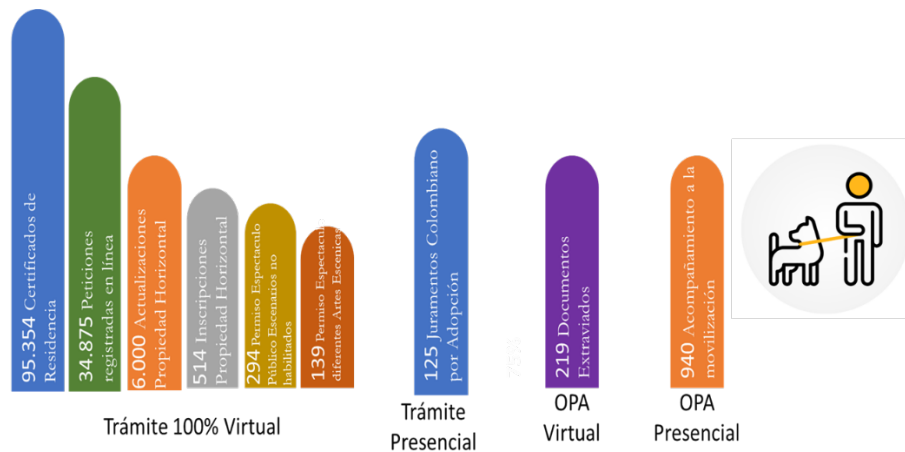 95.354 Certificados de
Residencia
34.875 Peticiones
registradas en línea
6.000 Actualizaciones
Propiedad Horizontal
514 Inscripciones
Propiedad Horizontal
294 Permiso Espectaculo
Público Escenarios no
habilitados
139 Permiso Espectaculo
diferentes Artes Escenicas
Trámite 100% Virtual
125 Juramentos Colombiano
por Adopción
Trámite
Presencial
219 Documentos
Extraviados
OPA
Virtual
940 Acompañamiento a la
movilización
OPA
Presencial